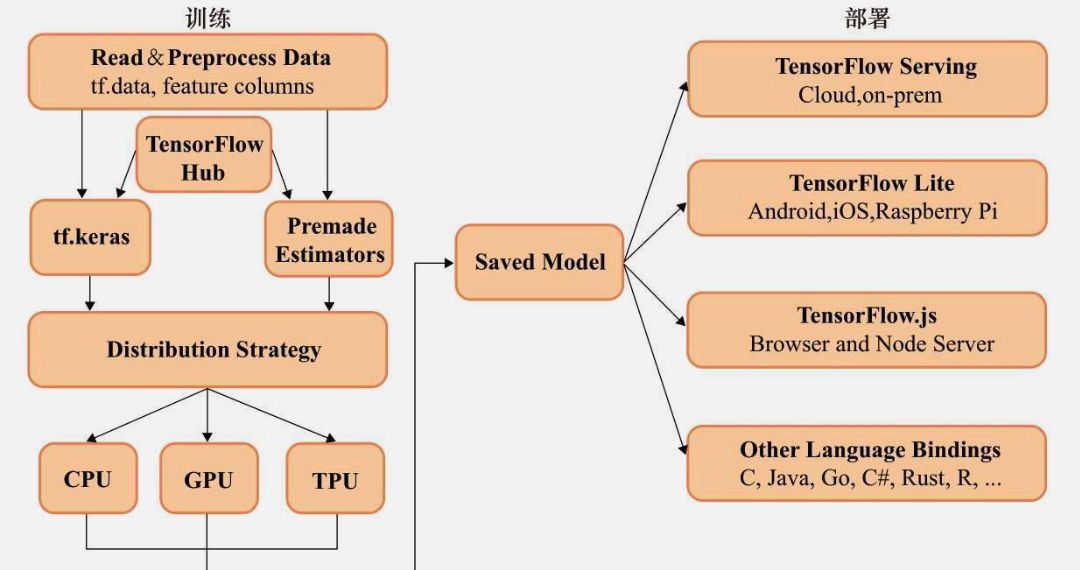 训练
Read＆Preprocess Data
tf.data, feature columns
TensorFlow
Hub
tf.keras
Premade
Estimators
Distribution Strategy
CPU
GPU
TPU
Saved Model
部署
TensorFlow Serving
Cloud,on-prem
TensorFlow Lite
Android,iOS,Raspberry Pi
TensorFlow.js
Browser and Node Server
Other Language Bindings
C, Java, Go, C#, Rust, R, ...